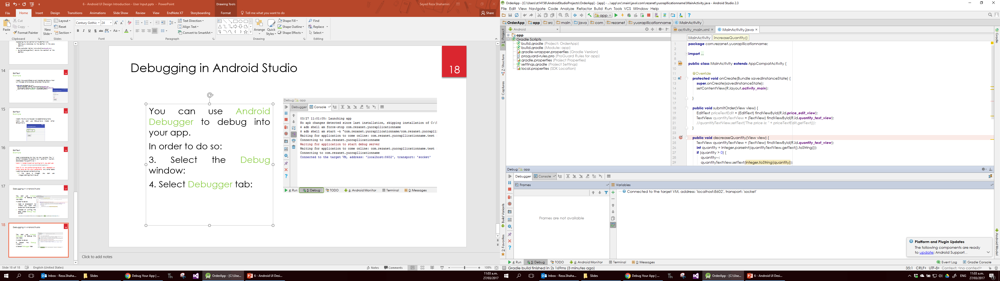 6 - Android UI Design Introduction - User Input.pptx - PowerPoint
Drawing Tools
Seyed Reza Shahamiri
File Home Insert Design Transitions Animations Slide Show Review View EndNote X7 Storyboarding Format Tell me what you want to do
Share
Paste
Cut
Copy
Format Painter
Clipboard
New Slide
Layout
Reset
Section
Slides
Century Gothic 24
Font
Text Direction
Align Text
Convert to SmartArt
Paragraph
Arrange
Quick Styles
Shape Fill
Shape Outline
Shape Effects
Drawing
Find
Replace
Select
Editing
14
15
16
17
18
Debugging in Android Studio
18
You can use Android
Debugger to debug into
your app.
In order to do so:
3. Select the Debug
window:
4. Select Debugger tab:
Debug app
Debugger Console
03/27 11:01:05: Launching app
No apk changes detected since last installation, skipping installation of C:\
$ adb shell am force-stop com.rezanet.yuorapllicationname
$ adb shell am start -n "com.rezanet.yuorapllicationname/com.rezanet.yuorapll
Waiting for application to come online: com.rezanet.yuorapllicationname.test
Connecting to com.rezanet.yuorapllicationname
Waiting for application to start debug server
Waiting for application to come online: com.rezanet.yuorapllicationname.test
Connecting to com.rezanet.yuorapllicationname
Connected to the target VM, address: 'localhost:8602', transport: 'socket'
4: Run 5: Debug TODO 6: Android Monitor Terminal 0: Messages
Click to add notes
Slide 18 of 18 English (United States)
Notes Comments 108%
OrderApp - [C:\Users\st14156\AndroidStudioProjects\OrderApp] - [app] - ...\app\src\main\java\com\rezanet\yuorapllicationname\MainActivity.java - Android Studio 2.3
File Edit View Navigate Code Analyze Refactor Build Run Tools VCS Window Help
app
OrderApp app src main java com rezanet yuorapllicationname MainActivity
Android
activity_main.xml MainActivity.java
1: Project
Z: Structure
Captures
Build Variants
2: Favorites
Gradle
Android Model
app
Gradle Scripts
build.gradle (Project: OrderApp)
build.gradle (Module: app)
gradle-wrapper.properties (Gradle Version)
proguard-rules.pro (ProGuard Rules for app)
gradle.properties (Project Properties)
settings.gradle (Project Settings)
local.properties (SDK Location)
MainActivity increaseQuantity()
1 package com.rezanet.yuorapllicationname;
2
3 import ...
8
9 public class MainActivity extends AppCompatActivity {
10
11 @Override
12 protected void onCreate(Bundle savedInstanceState) {
13 super.onCreate(savedInstanceState);
14 setContentView(R.layout.activity_main);
15
16 }
17
18 public void submitOrder(View view) {
19 EditText priceTextEdit = (EditText) findViewById(R.id.price_edit_view);
20 TextView quantityTextView = (TextView) findViewById(R.id.quantity_text_view);
21 //quantityTextView.setText("The price is: " + priceTextEdit.getText());
22 }
23
24 public void decreaseQuantity(View view) {
25 TextView quantityTextView = (TextView) findViewById(R.id.quantity_text_view);
26 int quantity = Integer.parseInt(quantityTextView.getText().toString());
27 if (quantity > 0) {
28 quantity--;
29 quantityTextView.setText(Integer.toString(quantity));
Debug app
Debugger Console
Frames
Variables
Connected to the target VM, address: 'localhost:8602', transport: 'socket'
Frames are not available
Platform and Plugin Updates
The following components are ready
to update: Android Support...
4: Run 5: Debug TODO 6: Android Monitor Terminal 0: Messages
Event Log Gradle Console
Gradle build finished in 2s 169ms (3 minutes ago)
35:1 CRLF UTF-8 Context: <no context>
Inbox - Reza.Shaha...
Slides
Debug Your App | ...
OrderApp - [C:\Use...
6 - Android UI Desi...
11:03 a.m.
27/03/2017
Inbox - Reza.Shaha...
Slides
Debug Your App | ...
OrderApp - [C:\Use...
6 - Android UI Desi...
ENG
11:03 a.m.
27/03/2017